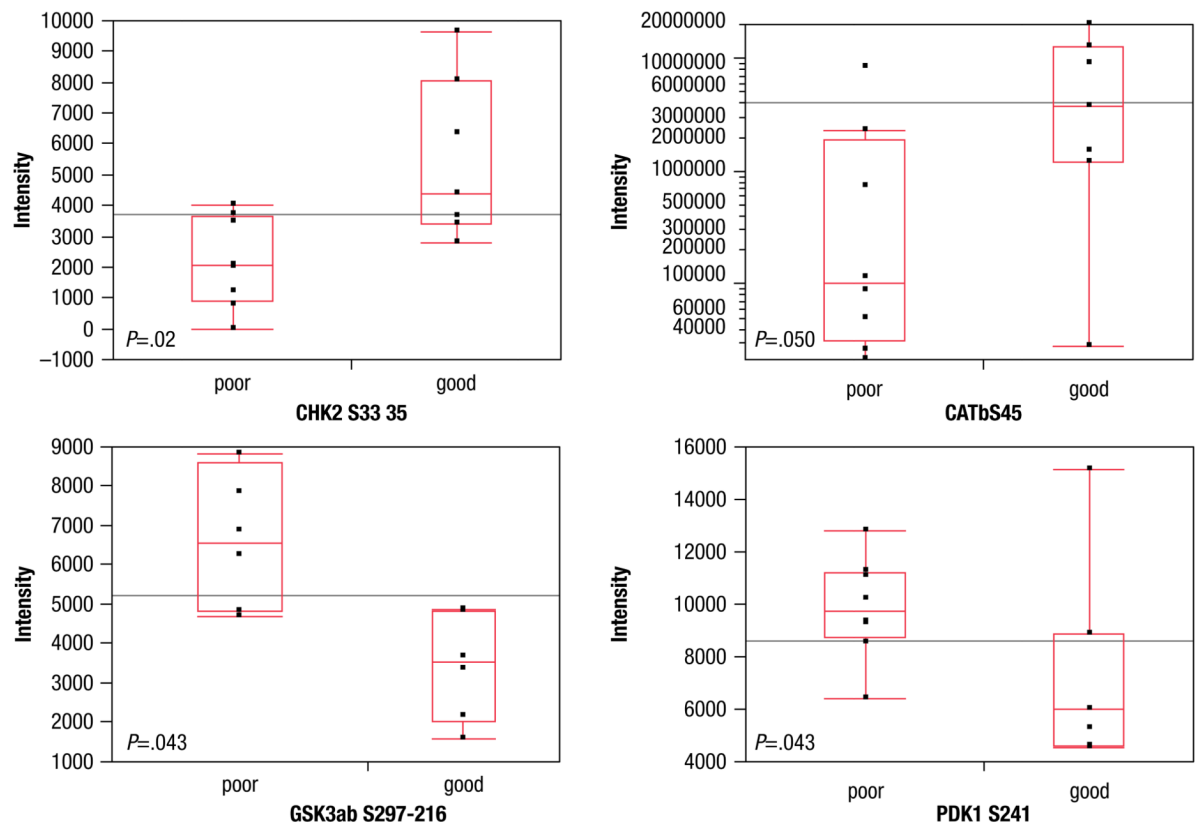 10000
9000
8000
7000
6000
5000
4000
3000
2000
1000
0
–1000
Intensity
P=.02
poor good
CHK2 S33 35
20000000
10000000
6000000
3000000
2000000
1000000
500000
300000
200000
100000
60000
40000
Intensity
P=.050
poor good
CATbS45
9000
8000
7000
6000
5000
4000
3000
2000
1000
Intensity
P=.043
poor good
GSK3ab S297-216
16000
14000
12000
10000
8000
6000
4000
Intensity
P=.043
poor good
PDK1 S241